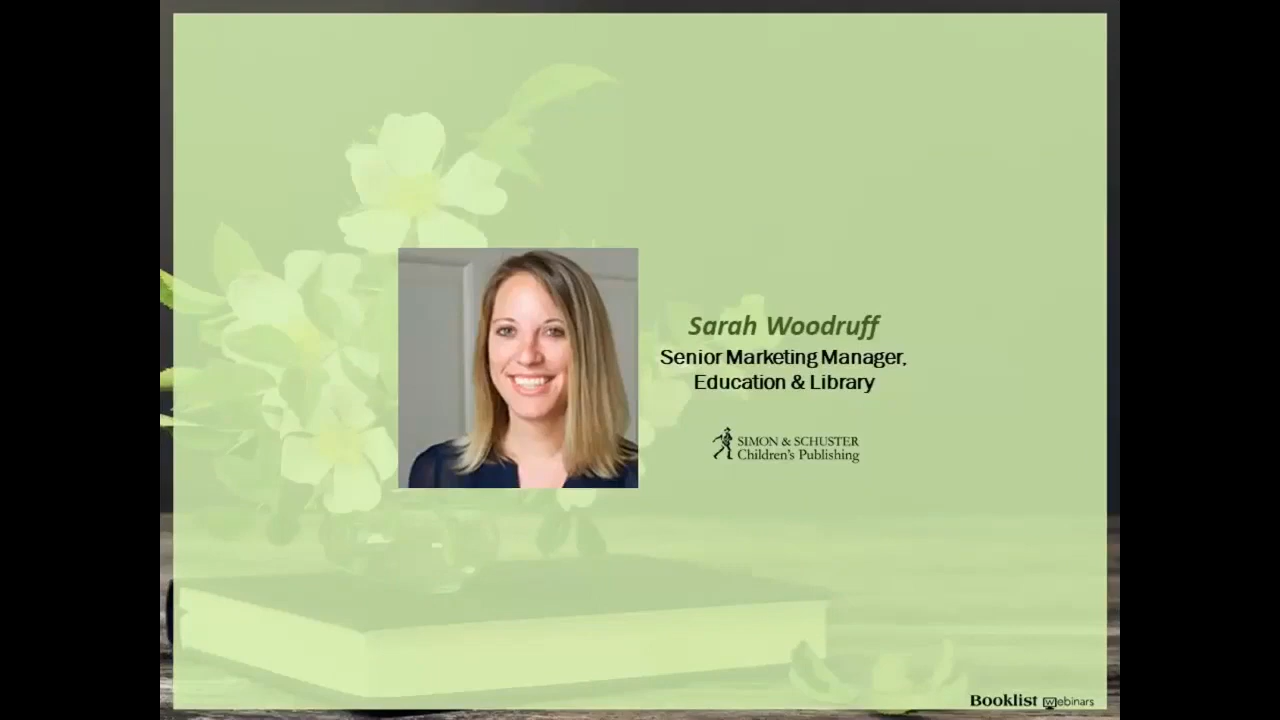 Sarah Woodruff
Senior Marketing Manager,
Education & Library
SIMON & SCHUSTER
Children's Publishing
Booklist Webinars